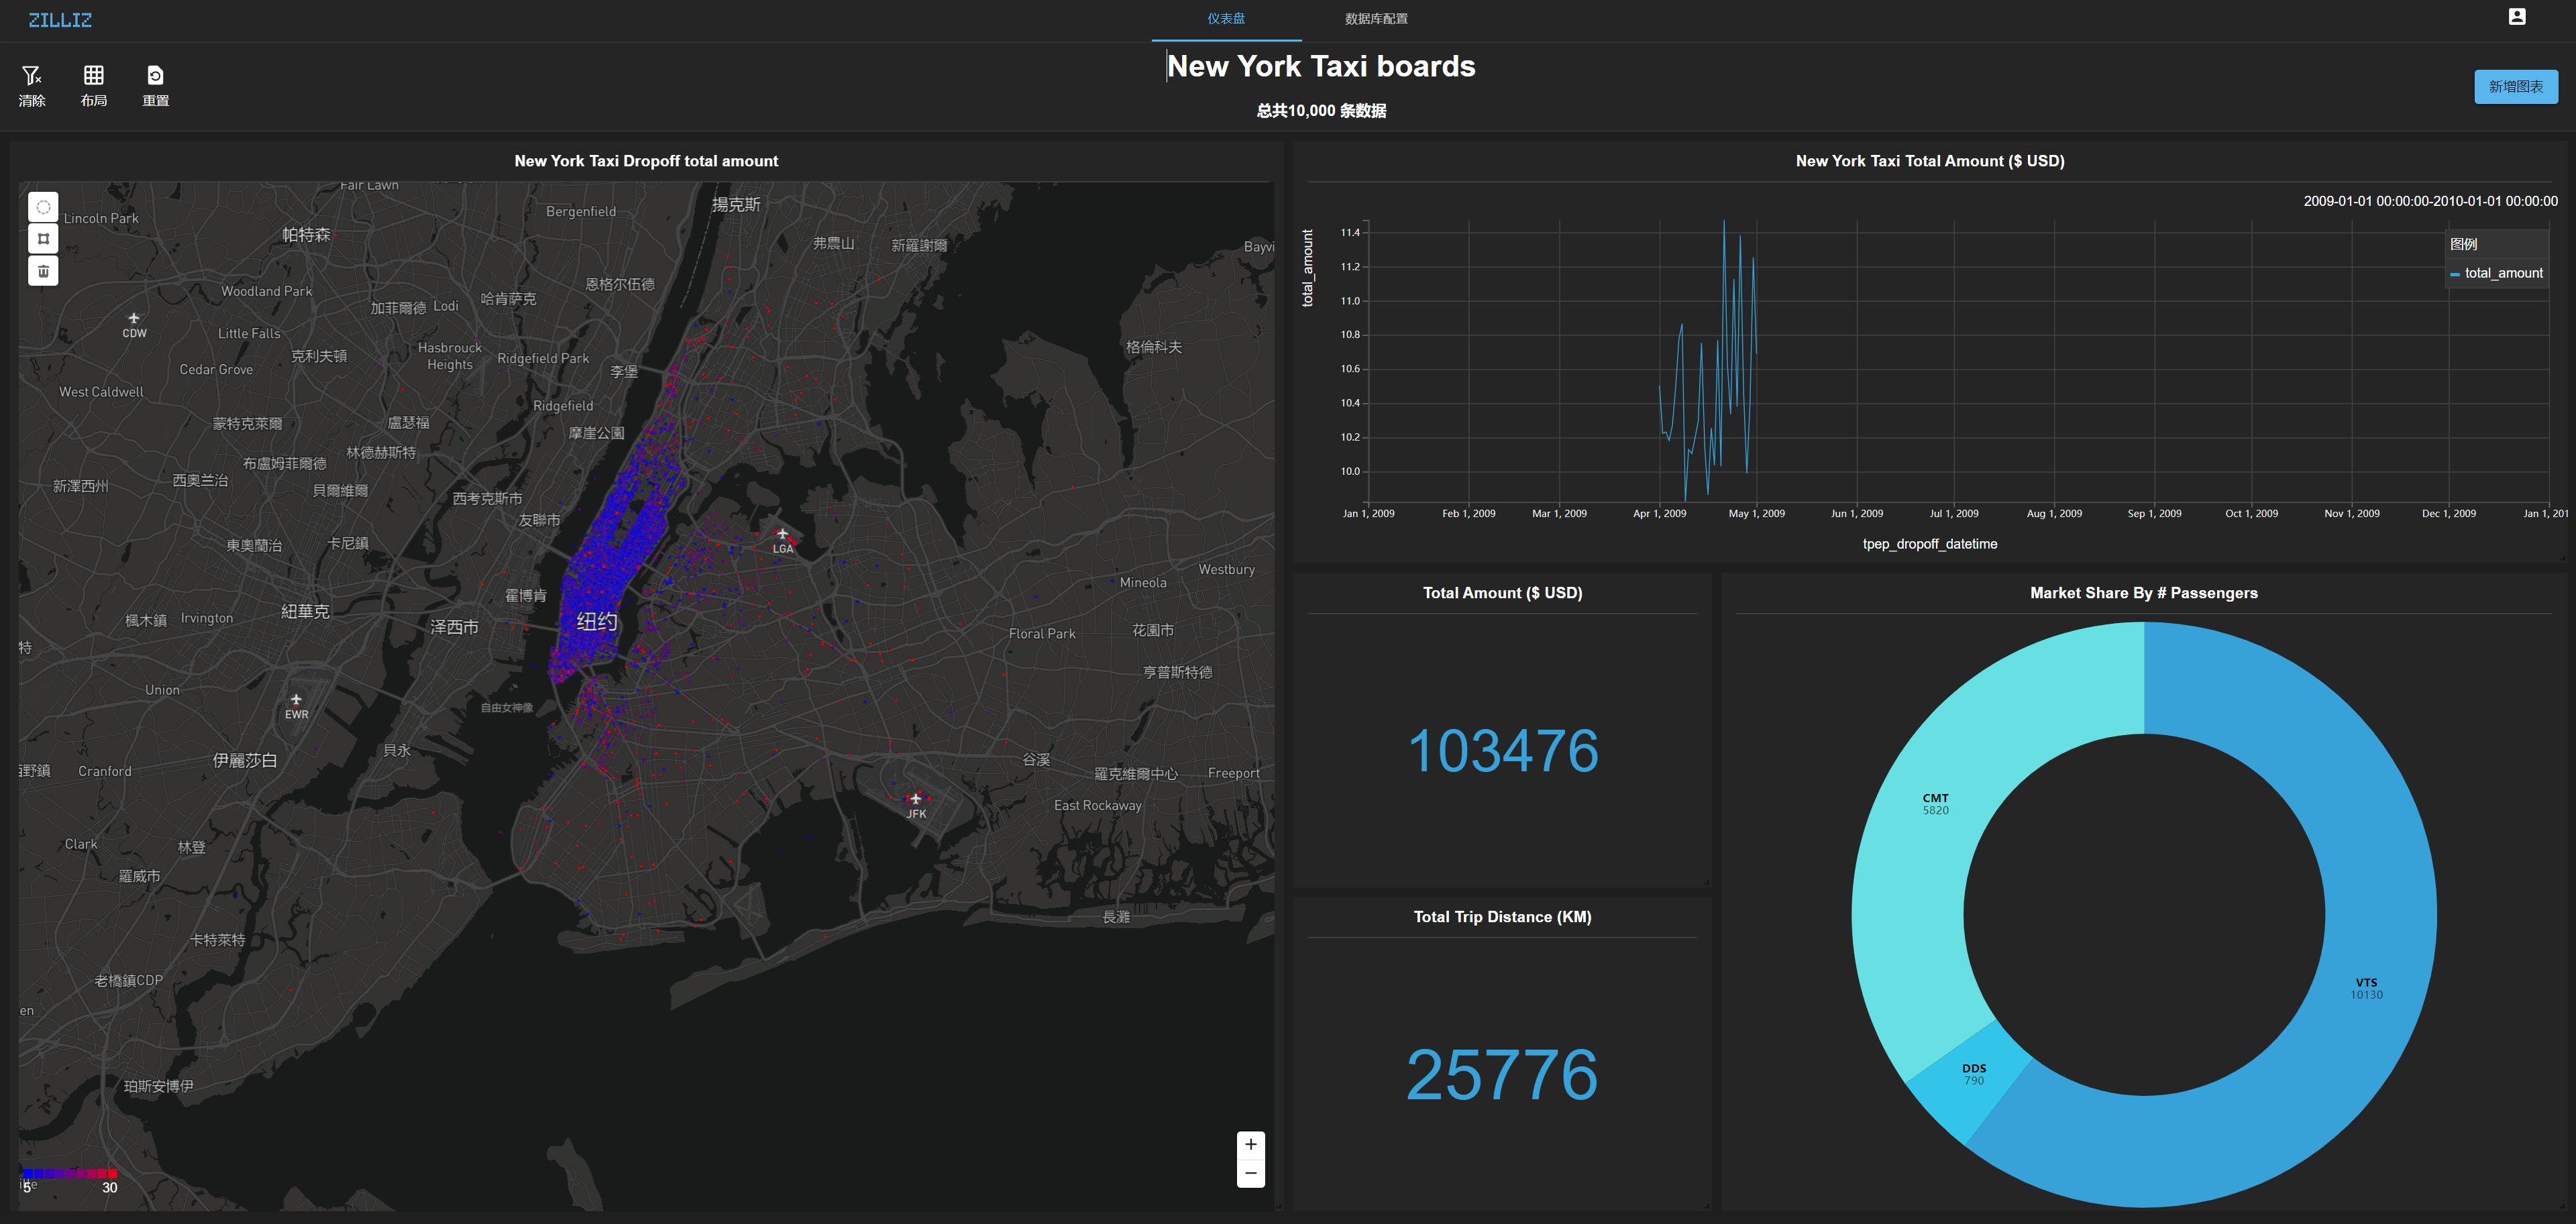 ZILLIZ
仪表盘
数据库配置
清除
布局
重置
New York Taxi boards
总共10,000 条数据
新增图表
New York Taxi Dropoff total amount
Fair Lawn
Lincoln Park
Bergenfield
揚克斯
帕特森
弗農山
新羅謝爾
Bayvi
恩格尔伍德
Woodland Park
加菲爾德
Lodi
哈肯萨克
CDW
Little Falls
克利夫頓
Hasbrouck
Heights
Ridgefield Park
格倫科夫
Cedar Grove
李堡
West Caldwell
Ridgefield
蒙特克萊爾
盧瑟福
摩崖公園
林德赫斯特
布盧姆菲爾德
西奧兰治
新澤西州
貝爾維爾
西考克斯市
友聯市
東奧蘭治
卡尼鎮
LGA
Westbury
Mineola
霍博肯
楓木鎮
Irvington
紐華克
泽西市
纽约
Floral Park
花園市
特
亨普斯特德
Union
EWR
自由女神像
伊麗莎白
貝永
谷溪
Cranford
羅克維爾中心
Freeport
East Rockaway
JFK
Clark
林登
羅威市
長灘
卡特萊特
老橋鎮CDP
en
珀斯安博伊
5
30
+
−
New York Taxi Total Amount ($ USD)
2009-01-01 00:00:00-2010-01-01 00:00:00
total_amount
11.4
11.2
11.0
10.8
10.6
10.4
10.2
10.0
图例
total_amount
Jan 1, 2009
Feb 1, 2009
Mar 1, 2009
Apr 1, 2009
May 1, 2009
Jun 1, 2009
Jul 1, 2009
Aug 1, 2009
Sep 1, 2009
Oct 1, 2009
Nov 1, 2009
Dec 1, 2009
Jan 1, 201
tpep_dropoff_datetime
Total Amount ($ USD)
103476
Total Trip Distance (KM)
25776
Market Share By # Passengers
CMT
5820
VTS
10130
DDS
790